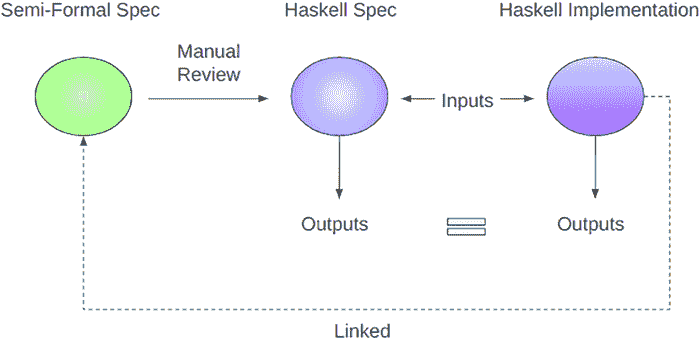 Semi-Formal Spec
Haskell Spec
Haskell Implementation
Manual
Review
Inputs
Outputs
Outputs
Linked